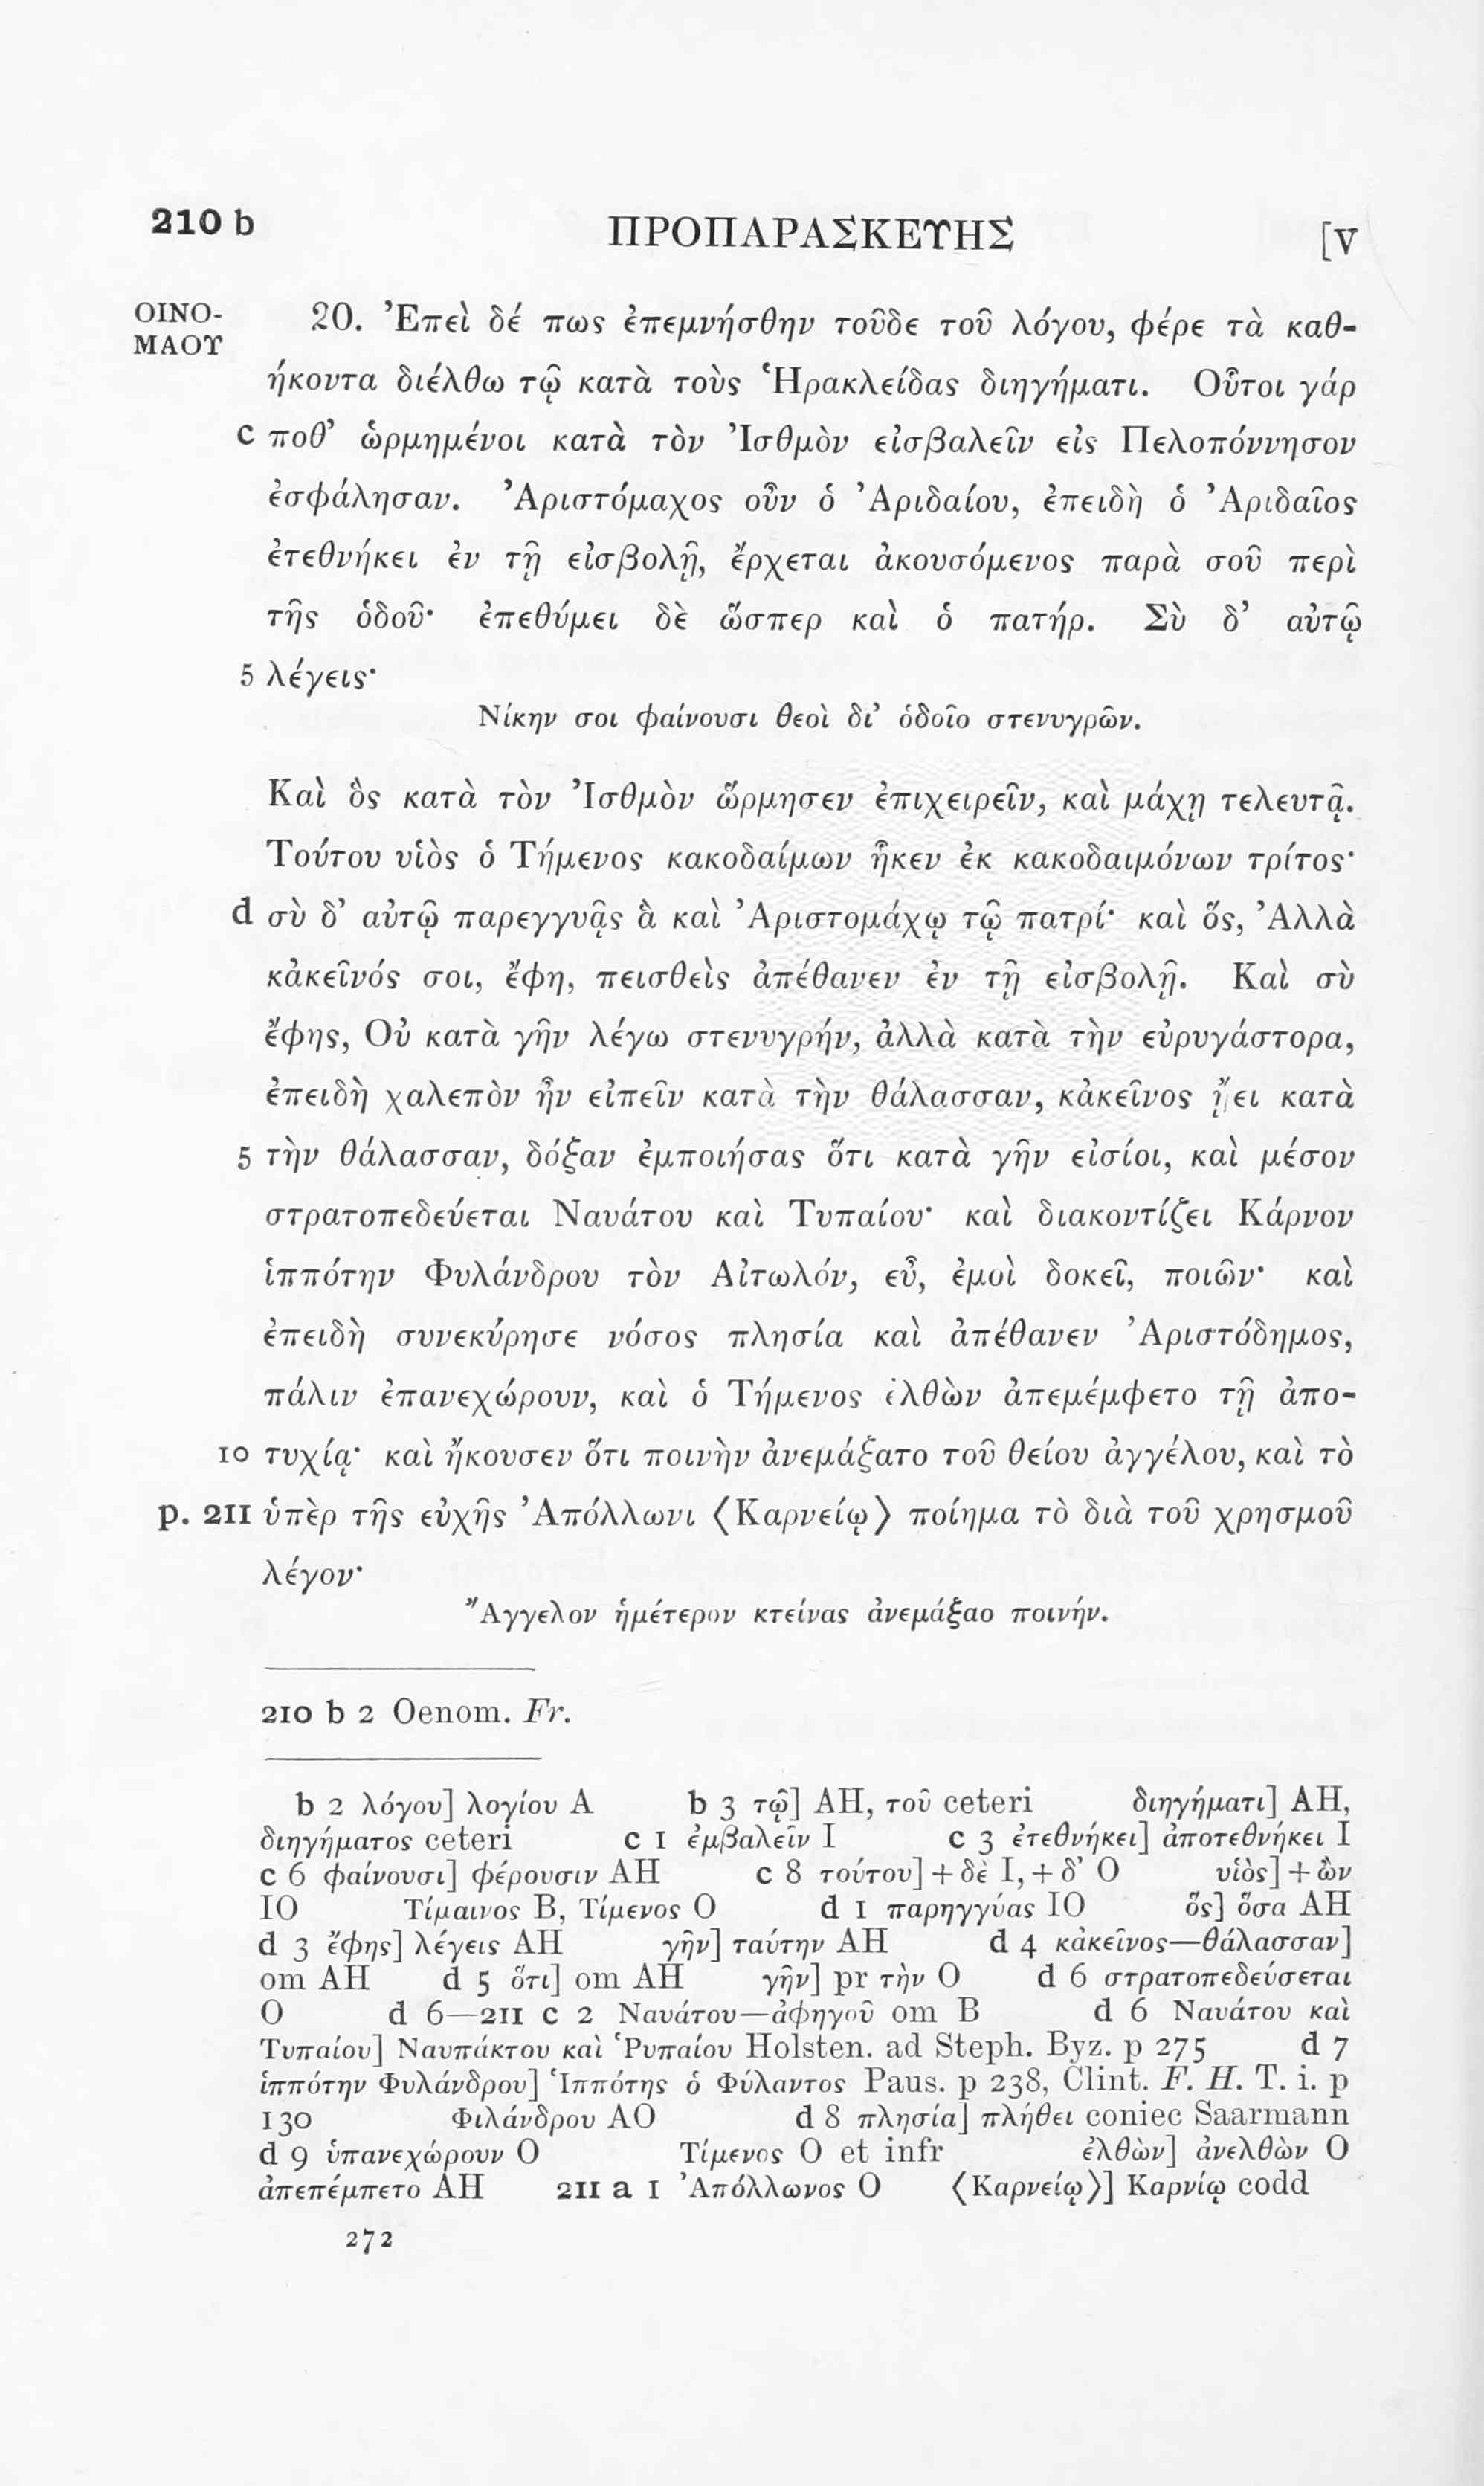 210 b ΠΡΟΠΑΡΑΣΚΕΥΗΣ [V
ΟΙΝΟ-
ΜΑΟΥ
20. Ἐπεὶ δέ πως ἐπεμνήσθην τοῦδε τοῦ λόγου, φέρε τὰ καθ-
ήκοντα διέλθω τῷ κατὰ τοὺς Ἡρακλείδας διηγήματι. Οὗτοι γάρ
c ποθ’ ὡρμημένοι κατὰ τὸν Ἰσθμὸν εἰσβαλεῖν εἰς Πελοπόννησον
ἐσφάλησαν. Ἀριστόμαχος οὖν ὁ Ἀριδαίου, ἐπειδὴ ὁ Ἀριδαῖος
ἐτεθνήκει ἐν τῇ εἰσβολῇ, ἔρχεται ἀκουσόμενος παρὰ σοῦ περὶ
τῆς ὁδοῦ· ἐπεθύμει δὲ ὥσπερ καὶ ὁ πατήρ. Σὺ δ’ αὐτῷ
5 λέγεις·
Νίκην σοι φαίνουσι θεοὶ δι’ ὁδοῖο στενυγρῶν.
Καὶ ὃς κατὰ τὸν Ἰσθμὸν ὥρμησεν ἐπιχειρεῖν, καὶ μάχῃ τελευτᾷ.
Τούτου υἱὸς ὁ Τήμενος κακοδαίμων ἧκεν ἐκ κακοδαιμόνων τρίτος·
d σὺ δ’ αὐτῷ παρεγγυᾷς ἃ καὶ Ἀριστομάχῳ τῷ πατρί· καὶ ὅς, Ἀλλὰ
κἀκεῖνός σοι, ἔφη, πεισθεὶς ἀπέθανεν ἐν τῇ εἰσβολῇ. Καὶ σὺ
ἔφης, Οὐ κατὰ γῆν λέγω στενυγρήν, ἀλλὰ κατὰ τὴν εὐρυγάστορα,
ἐπειδὴ χαλεπὸν ἦν εἰπεῖν κατὰ τὴν θάλασσαν, κἀκεῖνος ᾔει κατὰ
5 τὴν θάλασσαν, δόξαν ἐμποιήσας ὅτι κατὰ γῆν εἰσίοι, καὶ μέσον
στρατοπεδεύεται Ναυάτου καὶ Τυπαίου· καὶ διακοντίζει Κάρνον
ἱππότην Φυλάνδρου τὸν Αἰτωλόν, εὖ, ἐμοὶ δοκεῖ, ποιῶν· καὶ
ἐπειδὴ συνεκύρησε νόσος πλησία καὶ ἀπέθανεν Ἀριστόδημος,
πάλιν ἐπανεχώρουν, καὶ ὁ Τήμενος ἐλθὼν ἀπεμέμφετο τῇ ἀπο-
10 τυχίᾳ· καὶ ἤκουσεν ὅτι ποινὴν ἀνεμάξατο τοῦ θείου ἀγγέλου, καὶ τὸ
p. 211 ὑπὲρ τῆς εὐχῆς Ἀπόλλωνι ⟨Καρνείῳ⟩ ποίημα τὸ διὰ τοῦ χρησμοῦ
λέγον·
Ἄγγελον ἡμέτερον κτείνας ἀνεμάξαο ποινήν.
210 b 2 Oenom. Fr.
b 2 λόγου] λογίου A b 3 τῷ] AH, τοῦ ceteri διηγήματι] AH,
διηγήματος ceteri c 1 ἐμβαλεῖν I c 3 ἐτεθνήκει] ἀποτεθνήκει I
c 6 φαίνουσι] φέρουσιν AH c 8 τούτου] + δὲ I, + δ’ O υἱὸς] + ὢν
IO Τίμαινος B, Τίμενος O d 1 παρηγγύας IO ὅς] ὅσα AH
d 3 ἔφης] λέγεις AH γῆν] ταύτην AH d 4 κἀκεῖνος—θάλασσαν]
om AH d 5 ὅτι] om AH γῆν] pr τὴν O d 6 στρατοπεδεύσεται
O d 6—211 c 2 Ναυάτου—ἀφηγοῦ om B d 6 Ναυάτου καὶ
Τυπαίου] Ναυπάκτου καὶ Ῥυπαίου Holsten. ad Steph. Byz. p 275 d 7
ἱππότην Φυλάνδρου] Ἱππότης ὁ Φύλαντος Paus. p 238, Clint. F. H. T. i. p
130 Φιλάνδρου AO d 8 πλησία] πλήθει coniec Saarmann
d 9 ὑπανεχώρουν O Τίμενος O et infr ἐλθὼν] ἀνελθὼν O
ἀπεπέμπετο AH 211 a 1 Ἀπόλλωνος O ⟨Καρνείῳ⟩] Καρνίῳ codd
272